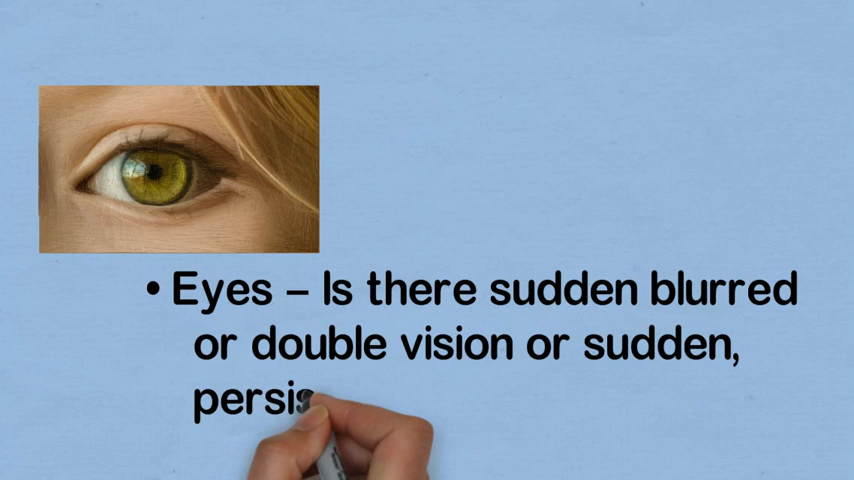 • Eyes – Is there sudden blurred
or double vision or sudden,
persis